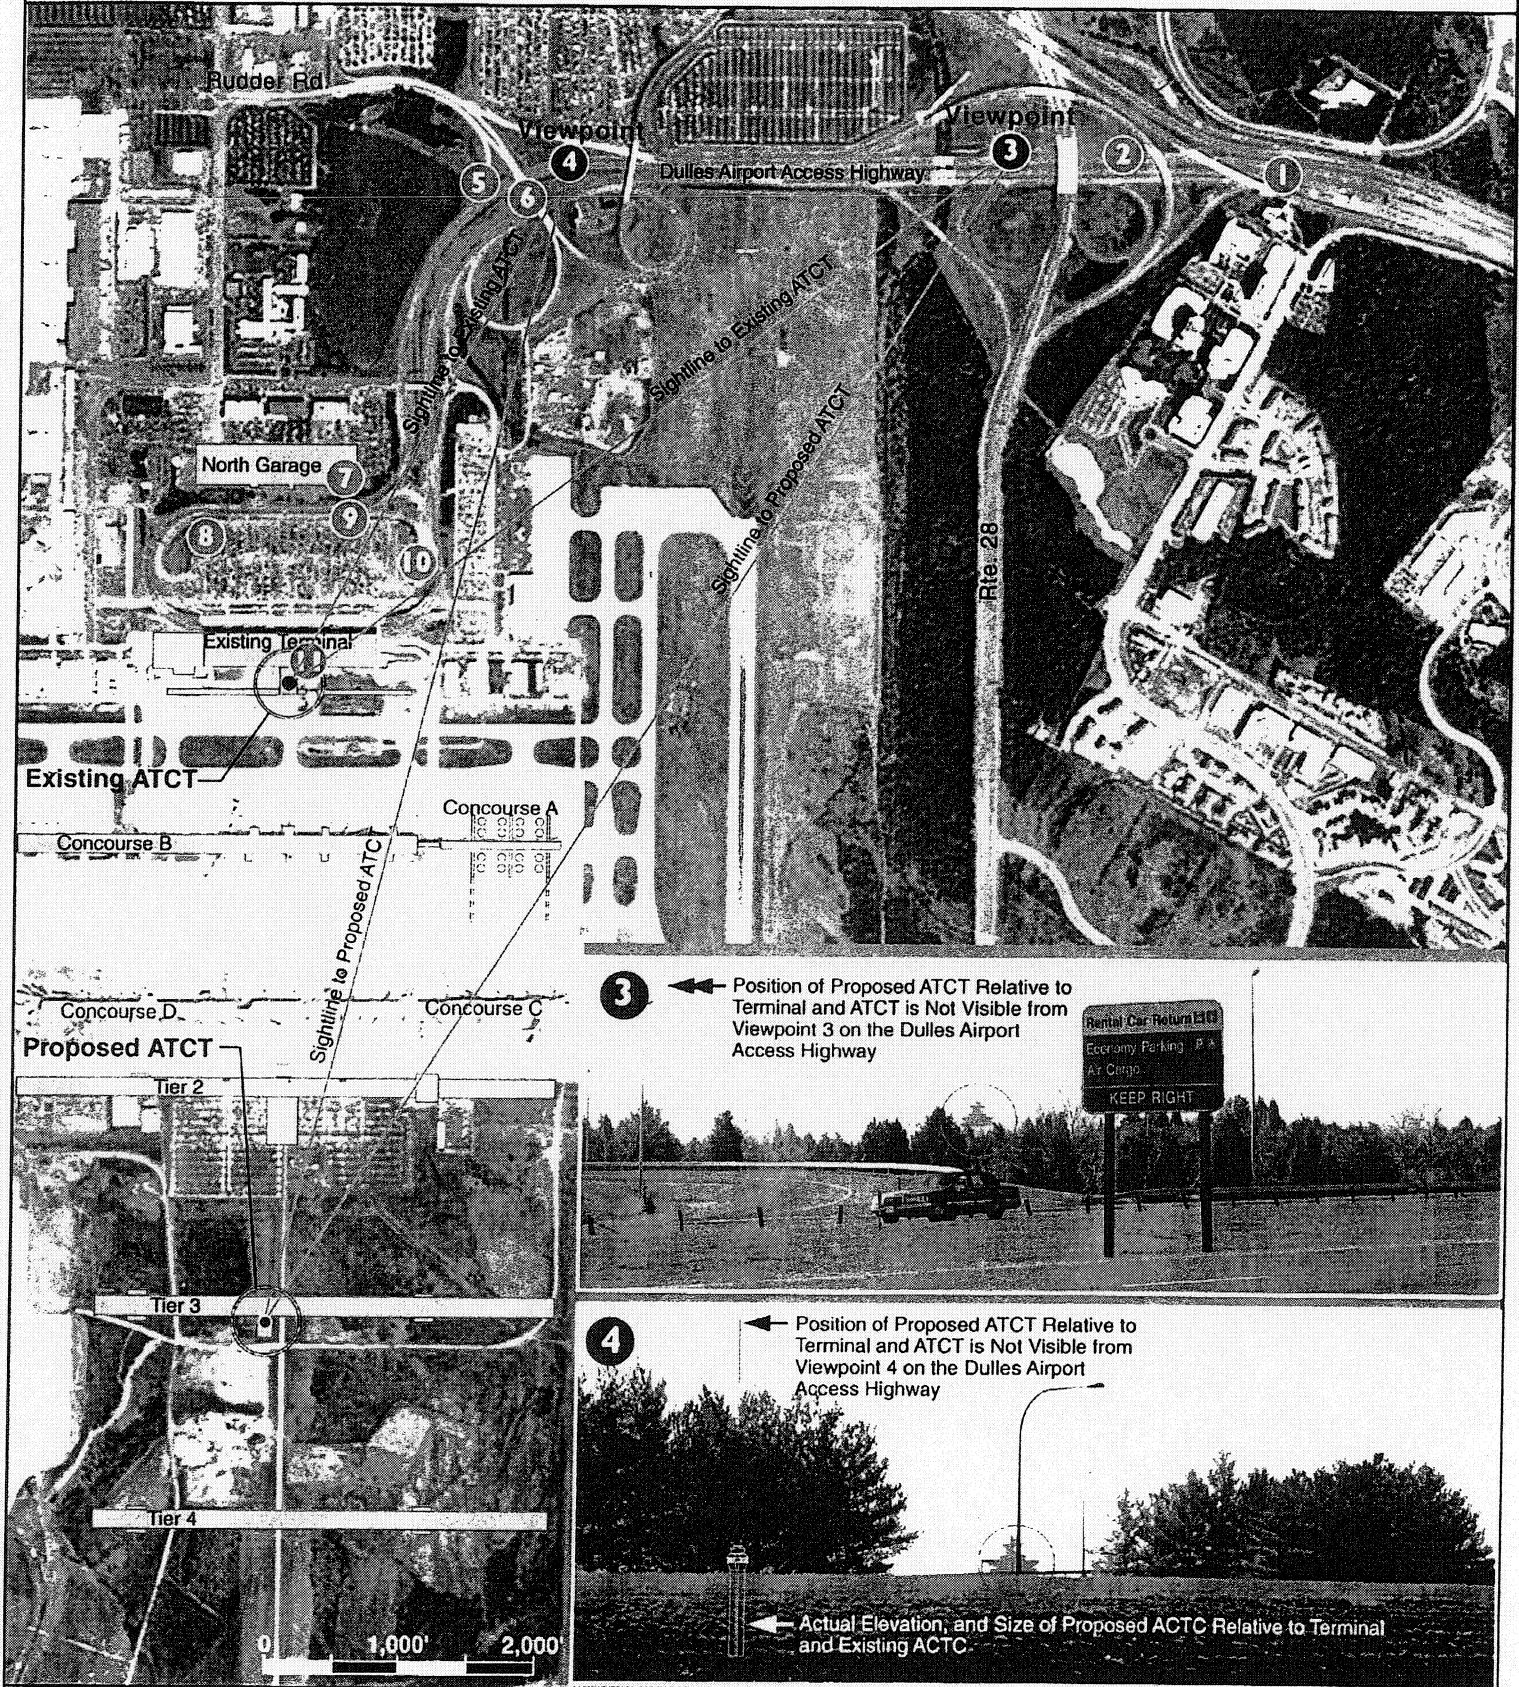 Rudder Rd
Viewpoint
4
Viewpoint
3
2
1
5
6
Dulles Airport Access Highway
Sightline to Existing ATCT
Sightline to Existing ATCT
Sightline to Proposed ATCT
North Garage
7
9
8
10
Rte. 28
Existing Terminal
11
Existing ATCT
Concourse A
Concourse B
Sightline to Proposed ATC
Concourse D
Concourse C
Proposed ATCT
Tier 2
Tier 3
Tier 4
0 1,000' 2,000'
3
Position of Proposed ATCT Relative to
Terminal and ATCT is Not Visible from
Viewpoint 3 on the Dulles Airport
Access Highway
Rental Car Return
Economy Parking P
Air Cargo
KEEP RIGHT
4
Position of Proposed ATCT Relative to
Terminal and ATCT is Not Visible from
Viewpoint 4 on the Dulles Airport
Access Highway
Actual Elevation, and Size of Proposed ACTC Relative to Terminal
and Existing ACTC